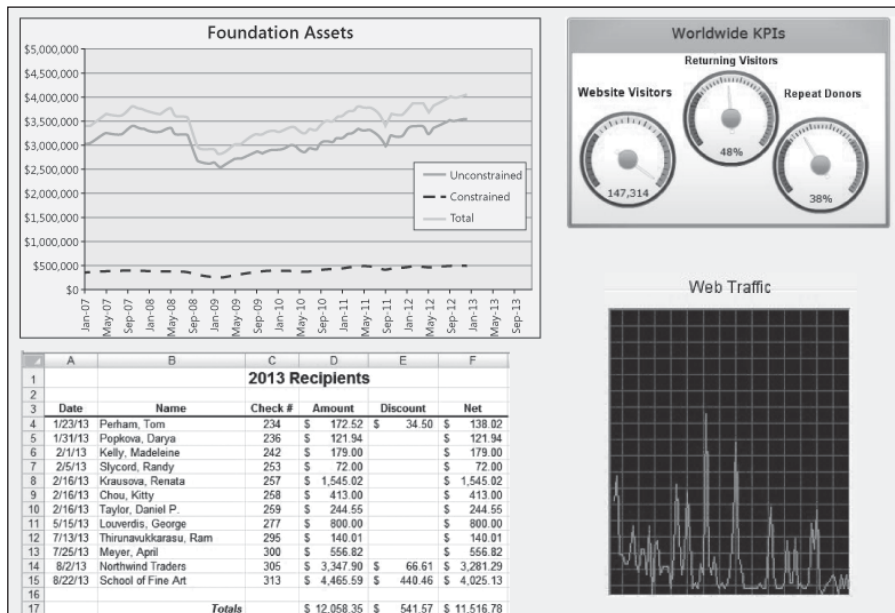 Foundation Assets
$5,000,000
$4,500,000
$4,000,000
$3,500,000
$3,000,000
$2,500,000
$2,000,000
$1,500,000
$1,000,000
$500,000
$0
Jan-07
May-07
Sep-07
Jan-08
May-08
Sep-08
Jan-09
May-09
Sep-09
Jan-10
May-10
Sep-10
Jan-11
May-11
Sep-11
Jan-12
May-12
Sep-12
Jan-13
May-13
Sep-13
Unconstrained
Constrained
Total
Worldwide KPIs
Returning Visitors
Website Visitors
Repeat Donors
48%
147,314
38%
Web Traffic
A B C D E F
1 2013 Recipients
2
3 Date Name Check # Amount Discount Net
4 1/23/13 Perham, Tom 234 $ 172.52 $ 34.50 $ 138.02
5 1/31/13 Popkova, Darya 236 $ 121.94 $ 121.94
6 2/1/13 Kelly, Madeleine 242 $ 179.00 $ 179.00
7 2/5/13 Slycord, Randy 253 $ 72.00 $ 72.00
8 2/16/13 Krausova, Renata 257 $ 1,545.02 $ 1,545.02
9 2/16/13 Chou, Kitty 258 $ 413.00 $ 413.00
10 2/16/13 Taylor, Daniel P. 259 $ 244.55 $ 244.55
11 5/15/13 Louverdis, George 277 $ 800.00 $ 800.00
12 7/13/13 Thirunavukkarasu, Ram 295 $ 140.01 $ 140.01
13 7/25/13 Meyer, April 300 $ 556.82 $ 556.82
14 8/2/13 Northwind Traders 305 $ 3,347.90 $ 66.61 $ 3,281.29
15 8/22/13 School of Fine Art 313 $ 4,465.59 $ 440.46 $ 4,025.13
16
17 Totals $ 12,058.35 $ 541.57 $ 11,516.78